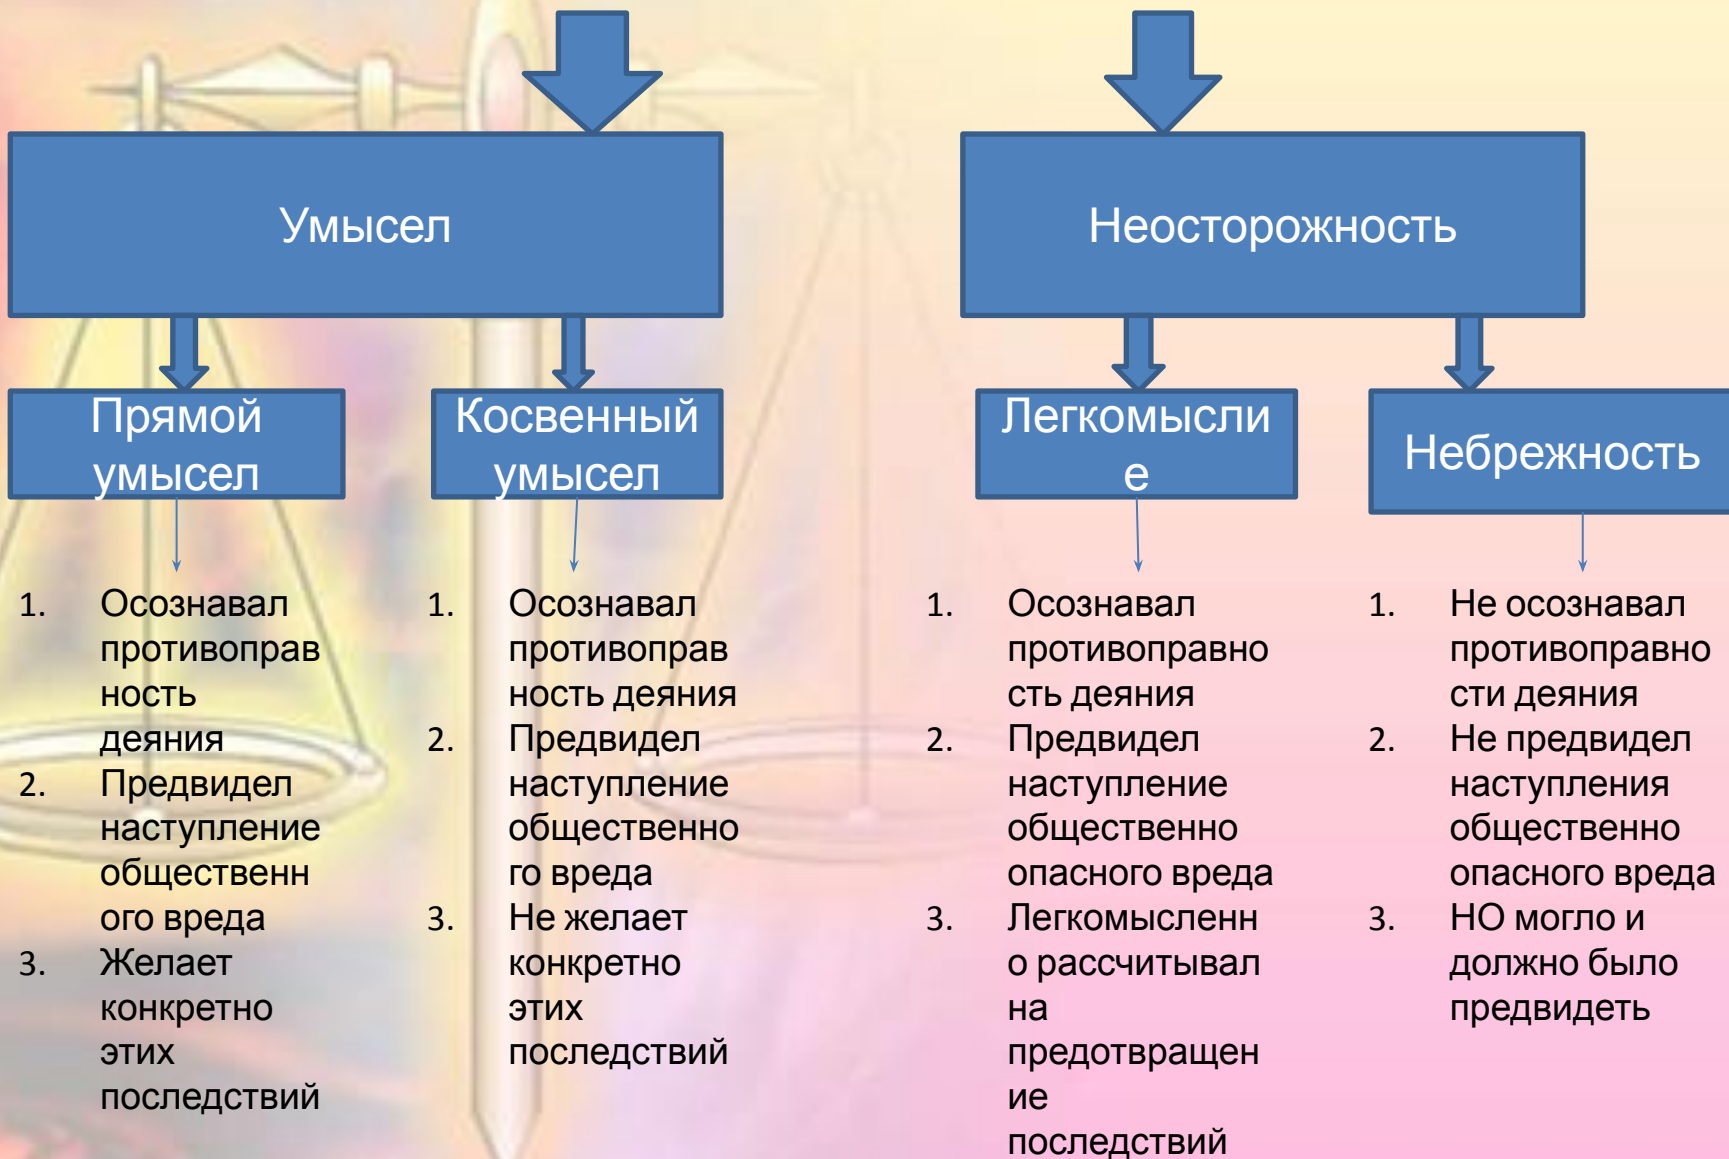 Умысел
Неосторожность
Прямой
умысел
Косвенный
умысел
Легкомысли
е
Небрежность
1. Осознавал
противоправ
ность
деяния
2. Предвидел
наступление
общественн
ого вреда
3. Желает
конкретно
этих
последствий
1. Осознавал
противоправ
ность деяния
2. Предвидел
наступление
общественно
го вреда
3. Не желает
конкретно
этих
последствий
1. Осознавал
противоправно
сть деяния
2. Предвидел
наступление
общественно
опасного вреда
3. Легкомысленн
о рассчитывал
на
предотвращен
ие
последствий
1. Не осознавал
противоправно
сти деяния
2. Не предвидел
наступления
общественно
опасного вреда
3. НО могло и
должно было
предвидеть